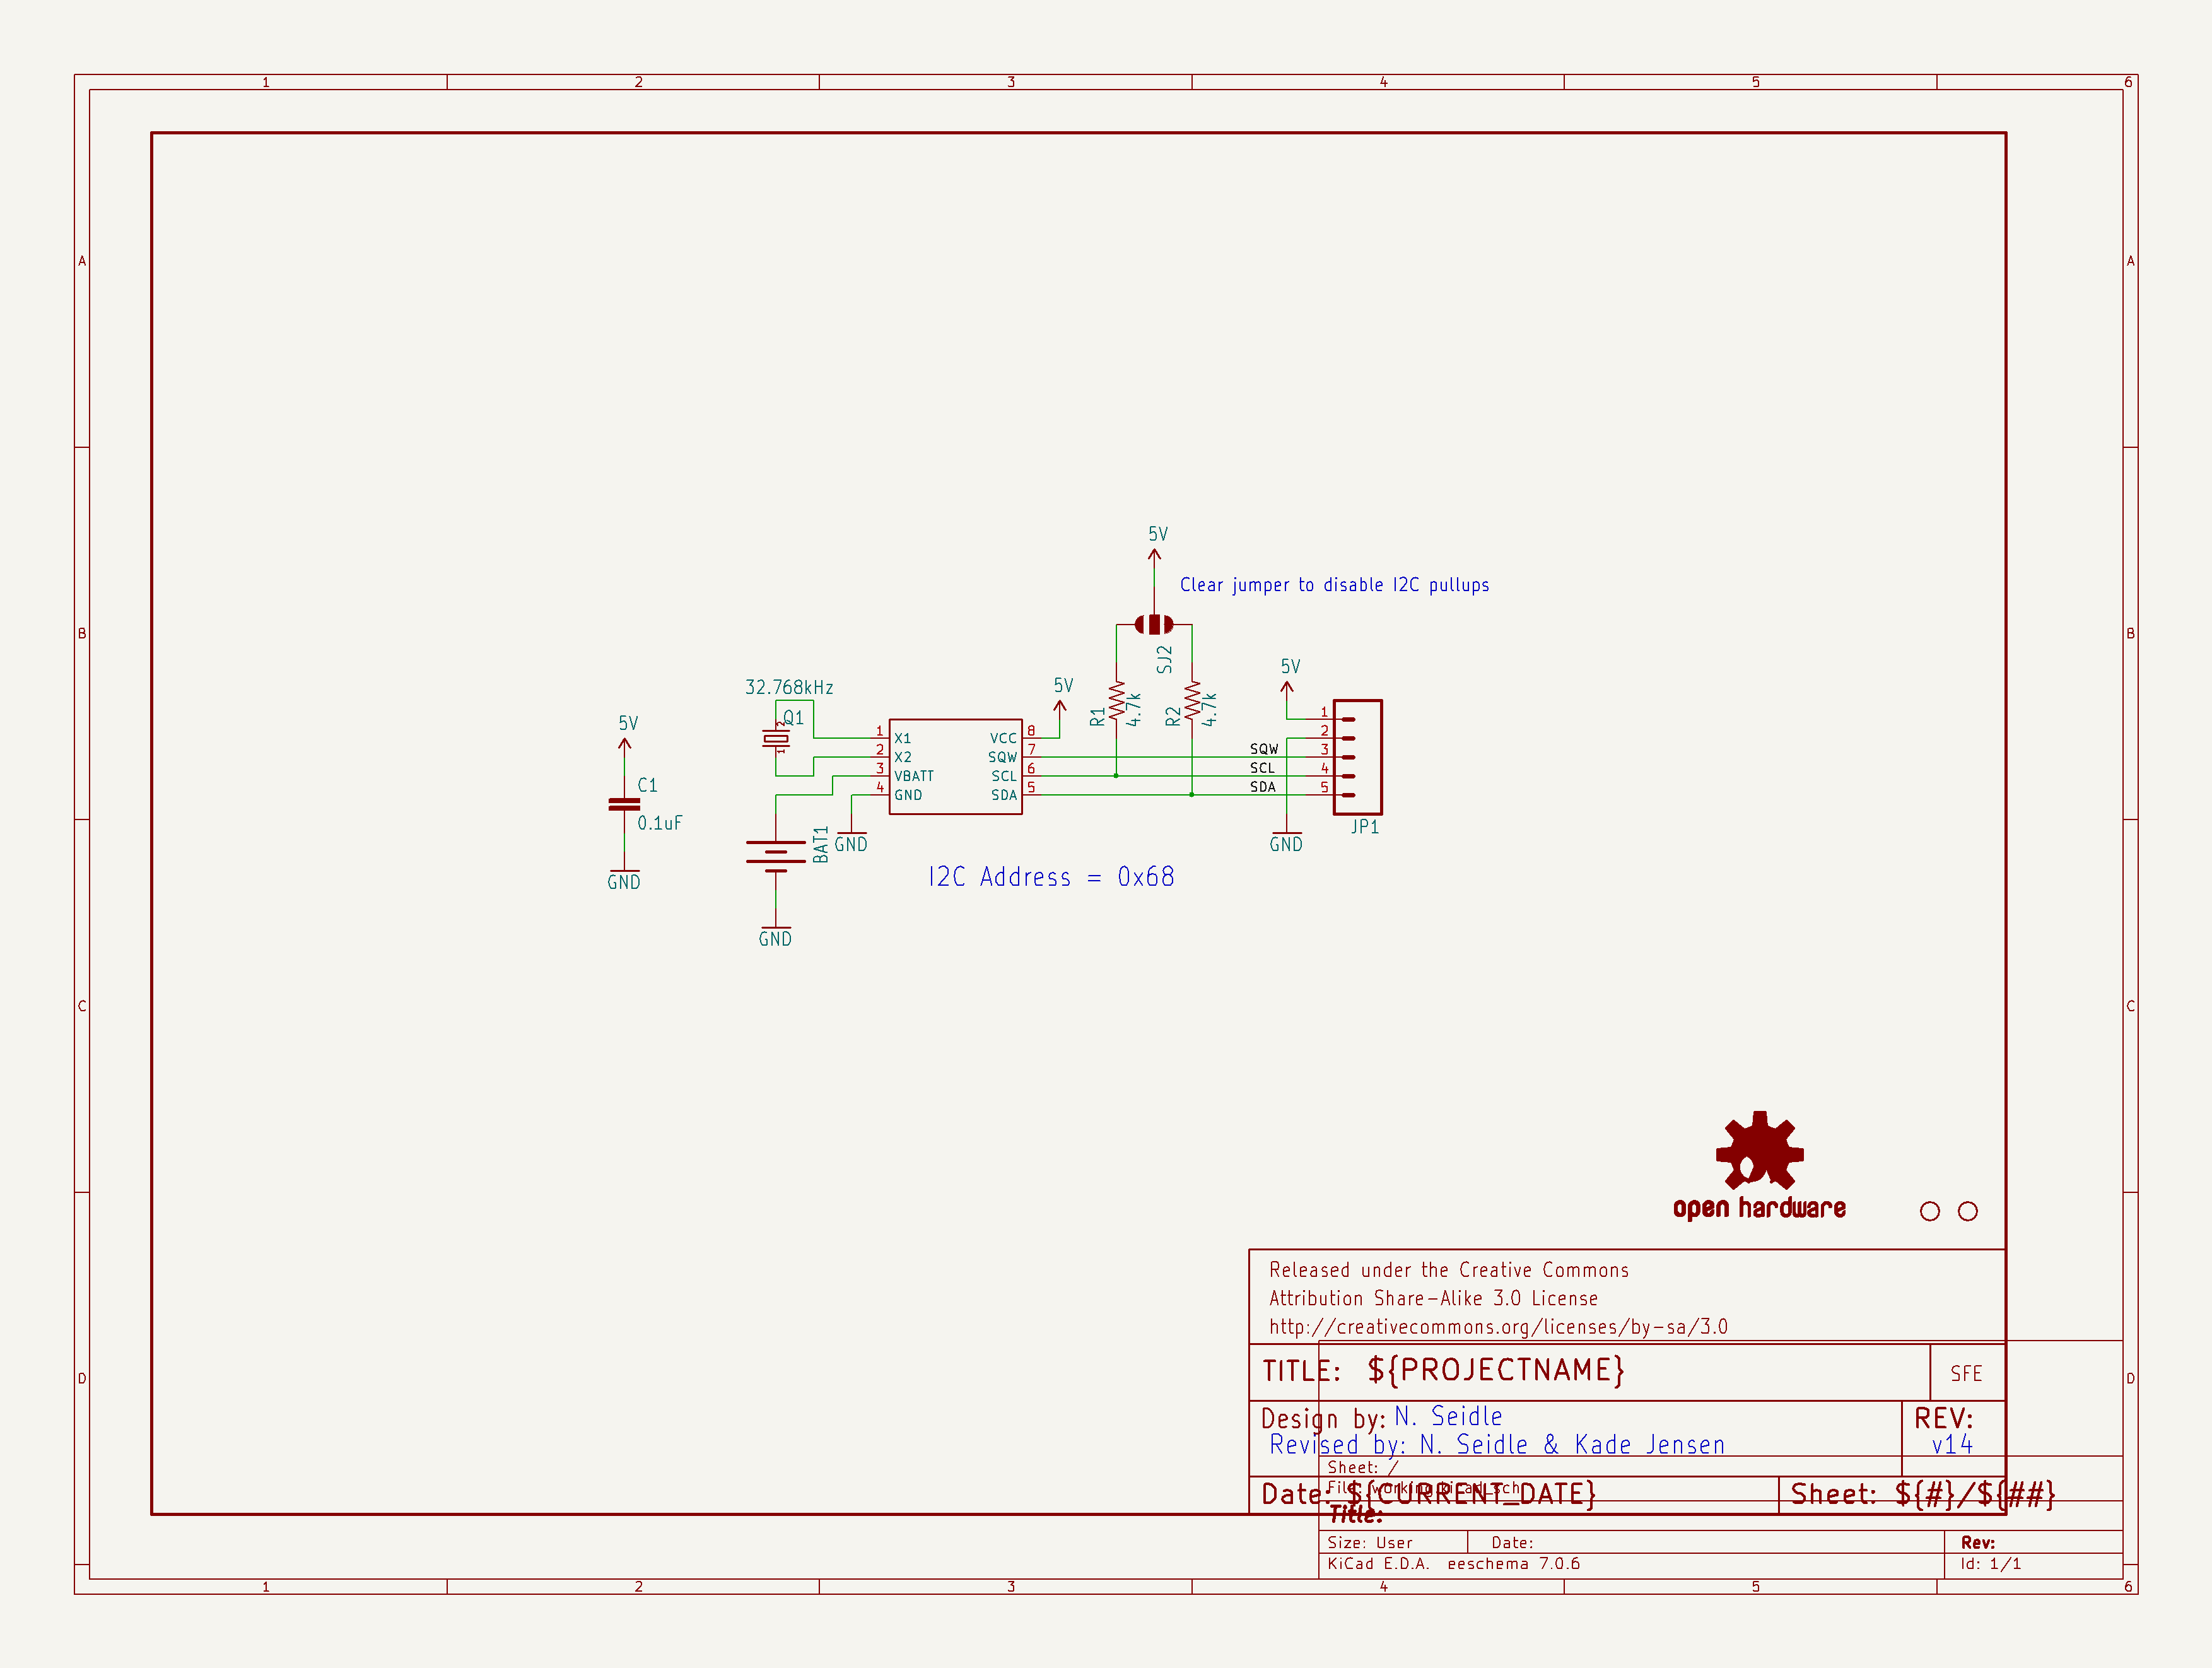 1 2 3 4 5 6
A A
5V
Clear jumper to disable I2C pullups
B B
SJ2
5V
5V
32.768kHz
Q1
2
1
R1 4.7k
R2 4.7k
5V
C1
0.1uF
GND
1 X1 VCC 8
2 X2 SQW 7
3 VBATT SCL 6
4 GND SDA 5
SQW
SCL
SDA
1
2
3
4
5
JP1
BAT1
GND
GND
GND
I2C Address = 0x68
C C
open hardware
Released under the Creative Commons
Attribution Share-Alike 3.0 License
http://creativecommons.org/licenses/by-sa/3.0
TITLE: ${PROJECTNAME} SFE
D D
Design by: N. Seidle REV:
Revised by: N. Seidle & Kade Jensen v14
Sheet: /
File: working.kicad_sch
Date: ${CURRENT_DATE} Sheet: ${#}/${##}
Title:
Size: User Date: Rev:
KiCad E.D.A. eeschema 7.0.6 Id: 1/1
1 2 3 4 5 6